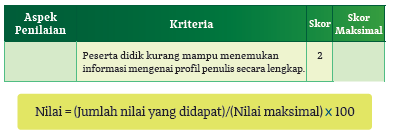 Aspek Penilaian Kriteria Skor Skor Maksimal
Peserta didik kurang mampu menemukan 2
informasi mengenai profil penulis secara lengkap.
Nilai = (Jumlah nilai yang didapat)/(Nilai maksimal) x 100